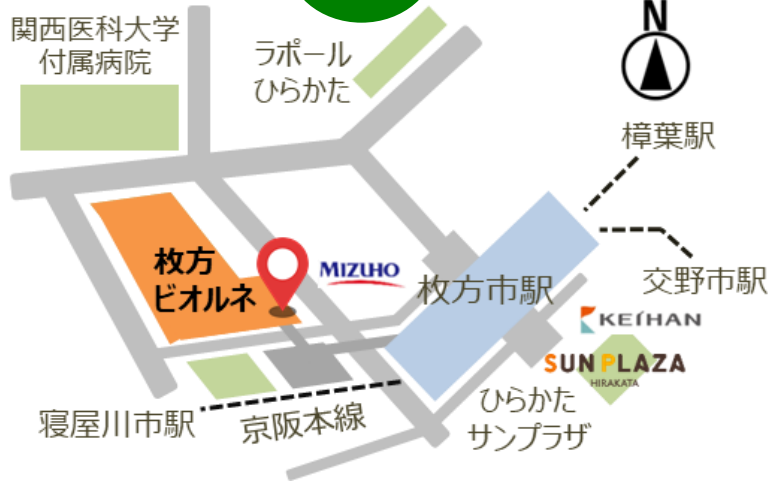 関西医科大学
付属病院
ラポール
ひらかた
N
樟葉駅
枚方
ビオルネ
MIZUHO
枚方市駅
交野市駅
KEIHAN
SUN PLAZA
HIRAKATA
ひらかた
サンプラザ
寝屋川市駅
京阪本線